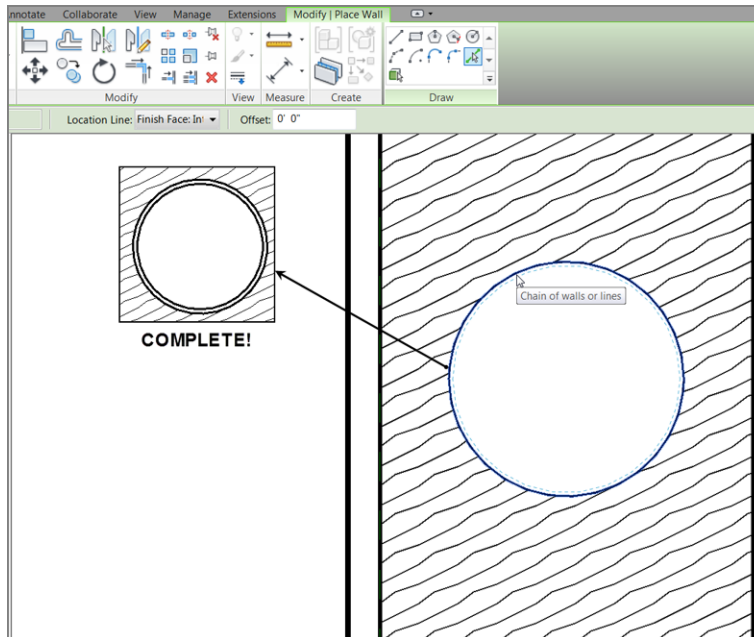 Annotate Collaborate View Manage Extensions Modify | Place Wall
Modify View Measure Create Draw
Location Line: Finish Face: Int Offset: 0' 0"
Chain of walls or lines
COMPLETE!